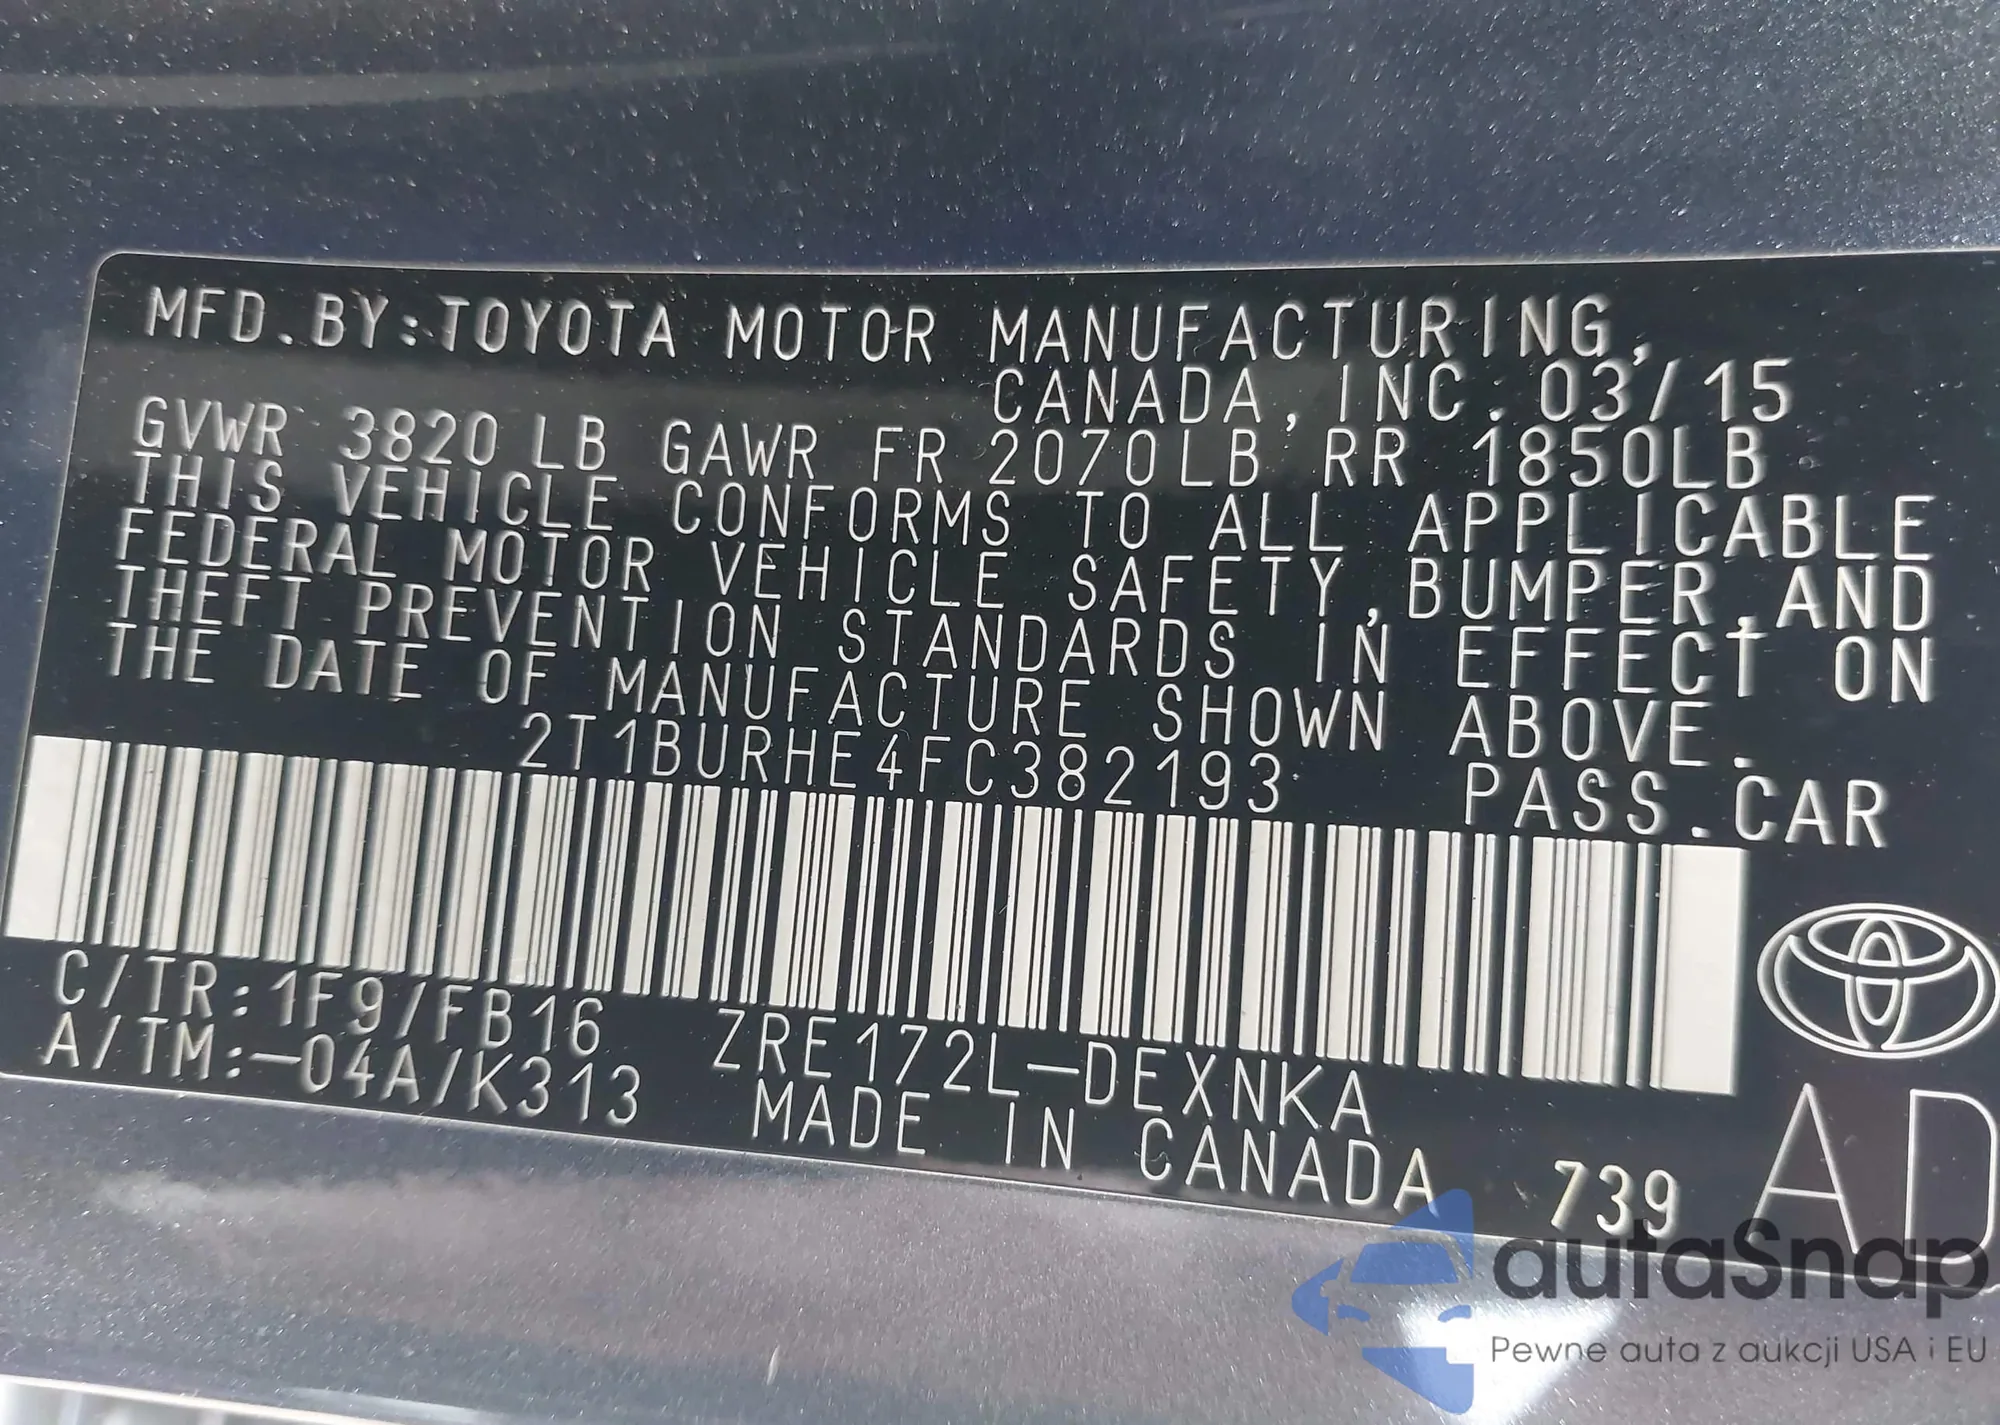 MFD.BY:TOYOTA MOTOR MANUFACTURING,
CANADA, INC. 03/15
GVWR 3820 LB GAWR FR 2070LB RR 1850LB
THIS VEHICLE CONFORMS TO ALL APPLICABLE
FEDERAL MOTOR VEHICLE SAFETY, BUMPER, AND
THEFT PREVENTION STANDARDS IN EFFECT ON
THE DATE OF MANUFACTURE SHOWN ABOVE.
2T1BURHE4FC382193 PASS.CAR
C/TR:1F9/FB16 ZRE172L-DEXNKA
A/TM:-04A/K313 MADE IN CANADA 739
AD
autaSnap
Pewne auta z aukcji USA i EU